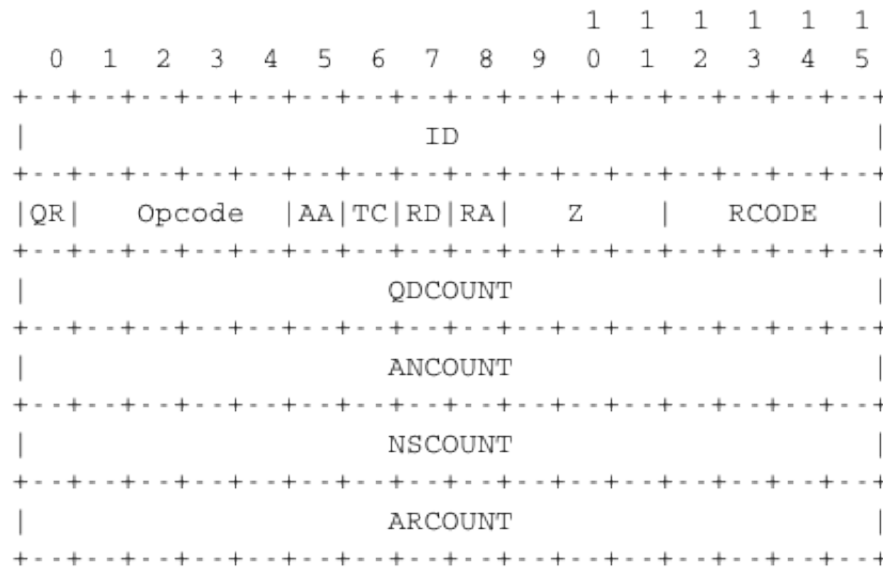 1 1 1 1 1 1
0 1 2 3 4 5 6 7 8 9 0 1 2 3 4 5
+--+--+--+--+--+--+--+--+--+--+--+--+--+--+--+--+
| ID |
+--+--+--+--+--+--+--+--+--+--+--+--+--+--+--+--+
|QR| Opcode |AA|TC|RD|RA| Z | RCODE |
+--+--+--+--+--+--+--+--+--+--+--+--+--+--+--+--+
| QDCOUNT |
+--+--+--+--+--+--+--+--+--+--+--+--+--+--+--+--+
| ANCOUNT |
+--+--+--+--+--+--+--+--+--+--+--+--+--+--+--+--+
| NSCOUNT |
+--+--+--+--+--+--+--+--+--+--+--+--+--+--+--+--+
| ARCOUNT |
+--+--+--+--+--+--+--+--+--+--+--+--+--+--+--+--+